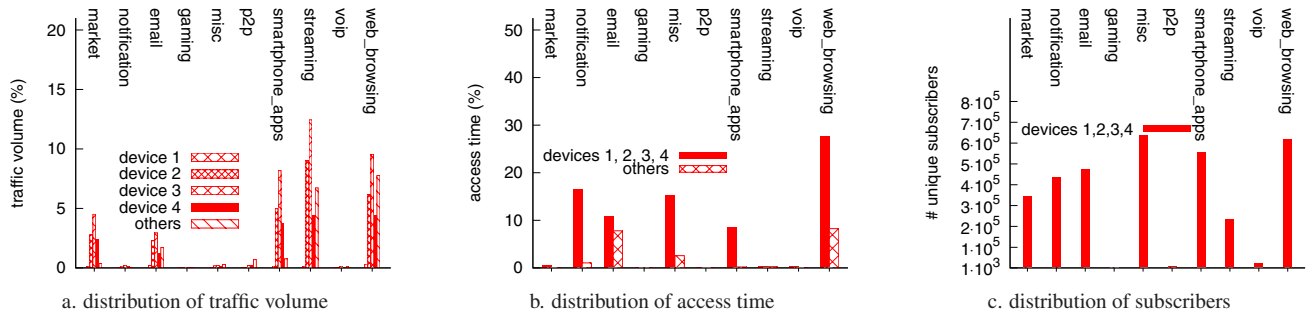 market
notification
email
gaming
misc
p2p
smartphone_apps
streaming
voip
web_browsing
20
15
10
5
0
traffic volume (%)
device 1
device 2
device 3
device 4
others
a. distribution of traffic volume
market
notification
email
gaming
misc
p2p
smartphone_apps
streaming
voip
web_browsing
50
40
30
20
10
0
access time (%)
devices 1, 2, 3, 4
others
b. distribution of access time
market
notification
email
gaming
misc
p2p
smartphone_apps
streaming
voip
web_browsing
8·10⁵
7·10⁵
6·10⁵
5·10⁵
4·10⁵
3·10⁵
2·10⁵
1·10⁵
1·10³
# unique subscribers
devices 1,2,3,4
c. distribution of subscribers